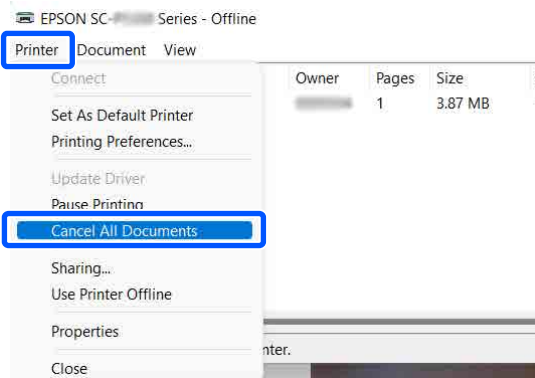 EPSON SC- Series - Offline
Printer Document View
Connect
Owner Pages Size
Set As Default Printer
1 3.87 MB
Printing Preferences...
Update Driver
Pause Printing
Cancel All Documents
Sharing...
Use Printer Offline
Properties
nter.
Close